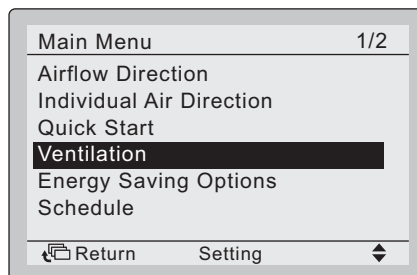 Main Menu 1/2
Airflow Direction
Individual Air Direction
Quick Start
Ventilation
Energy Saving Options
Schedule
Return Setting